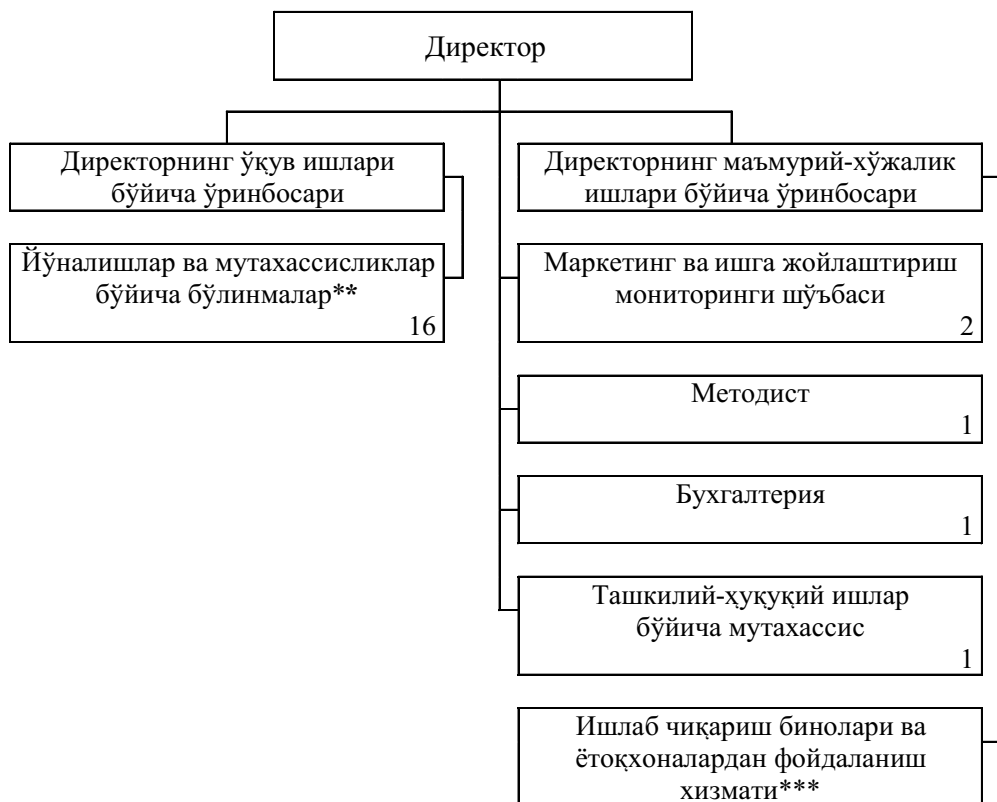 Директор
Директорнинг ўқув ишлари
бўйича ўринбосари
Директорнинг маъмурий-хўжалик
ишлари бўйича ўринбосари
Йўналишлар ва мутахассисликлар
бўйича бўлинмалар**
16
Маркетинг ва ишга жойлаштириш
мониторинги шўъбаси
2
Методист
1
Бухгалтерия
1
Ташкилий-ҳуқуқий ишлар
бўйича мутахассис
1
Ишлаб чиқариш бинолари ва
ётоқхоналардан фойдаланиш
хизмати***